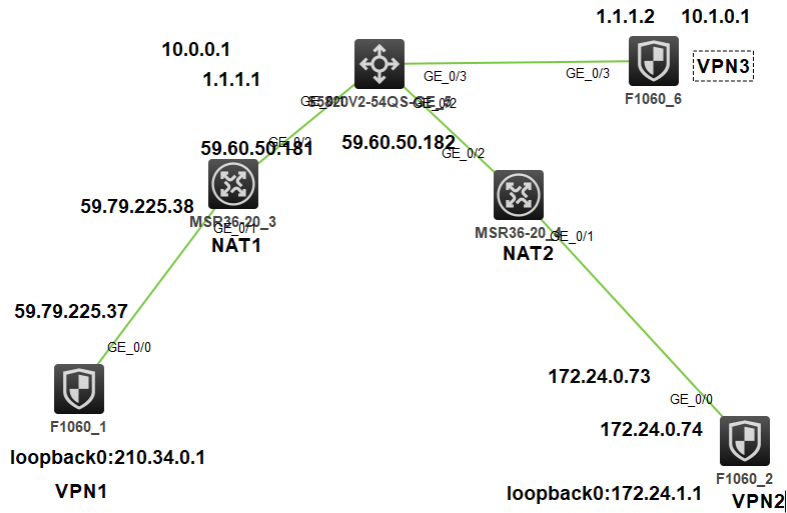 1.1.1.2 10.1.0.1
10.0.0.1
VPN3
GE_0/3
GE_0/3
1.1.1.1
F1060_6
GE_0/2
59.60.50.181
59.60.50.182
GE_0/2
59.79.225.38
MSR36-20_3
GE_0/1
NAT1
MSR36-20_4
GE_0/1
NAT2
59.79.225.37
GE_0/0
172.24.0.73
GE_0/0
F1060_1
172.24.0.74
loopback0:210.34.0.1
F1060_2
VPN1
loopback0:172.24.1.1
VPN2